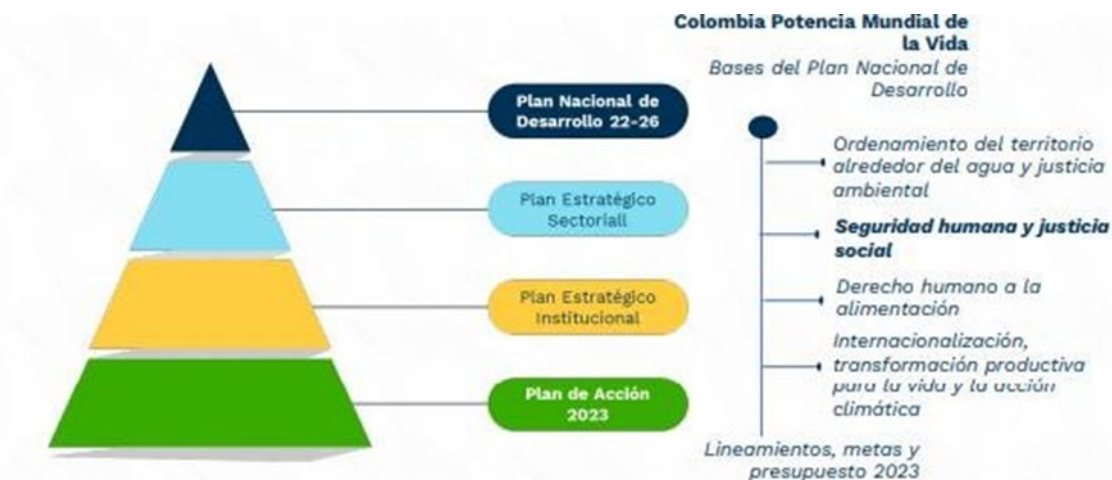 Colombia Potencia Mundial de
la Vida
Bases del Plan Nacional de
Desarrollo
Plan Nacional de
Desarrollo 22-26
Plan Estratégico
Sectoriall
Plan Estratégico
Institucional
Plan de Acción
2023
Ordenamiento del territorio
alrededor del agua y justicia
ambiental
Seguridad humana y justicia
social
Derecho humano a la
alimentación
Internacionalización,
transformación productiva
para la vida y la acción
climática
Lineamientos, metas y
presupuesto 2023